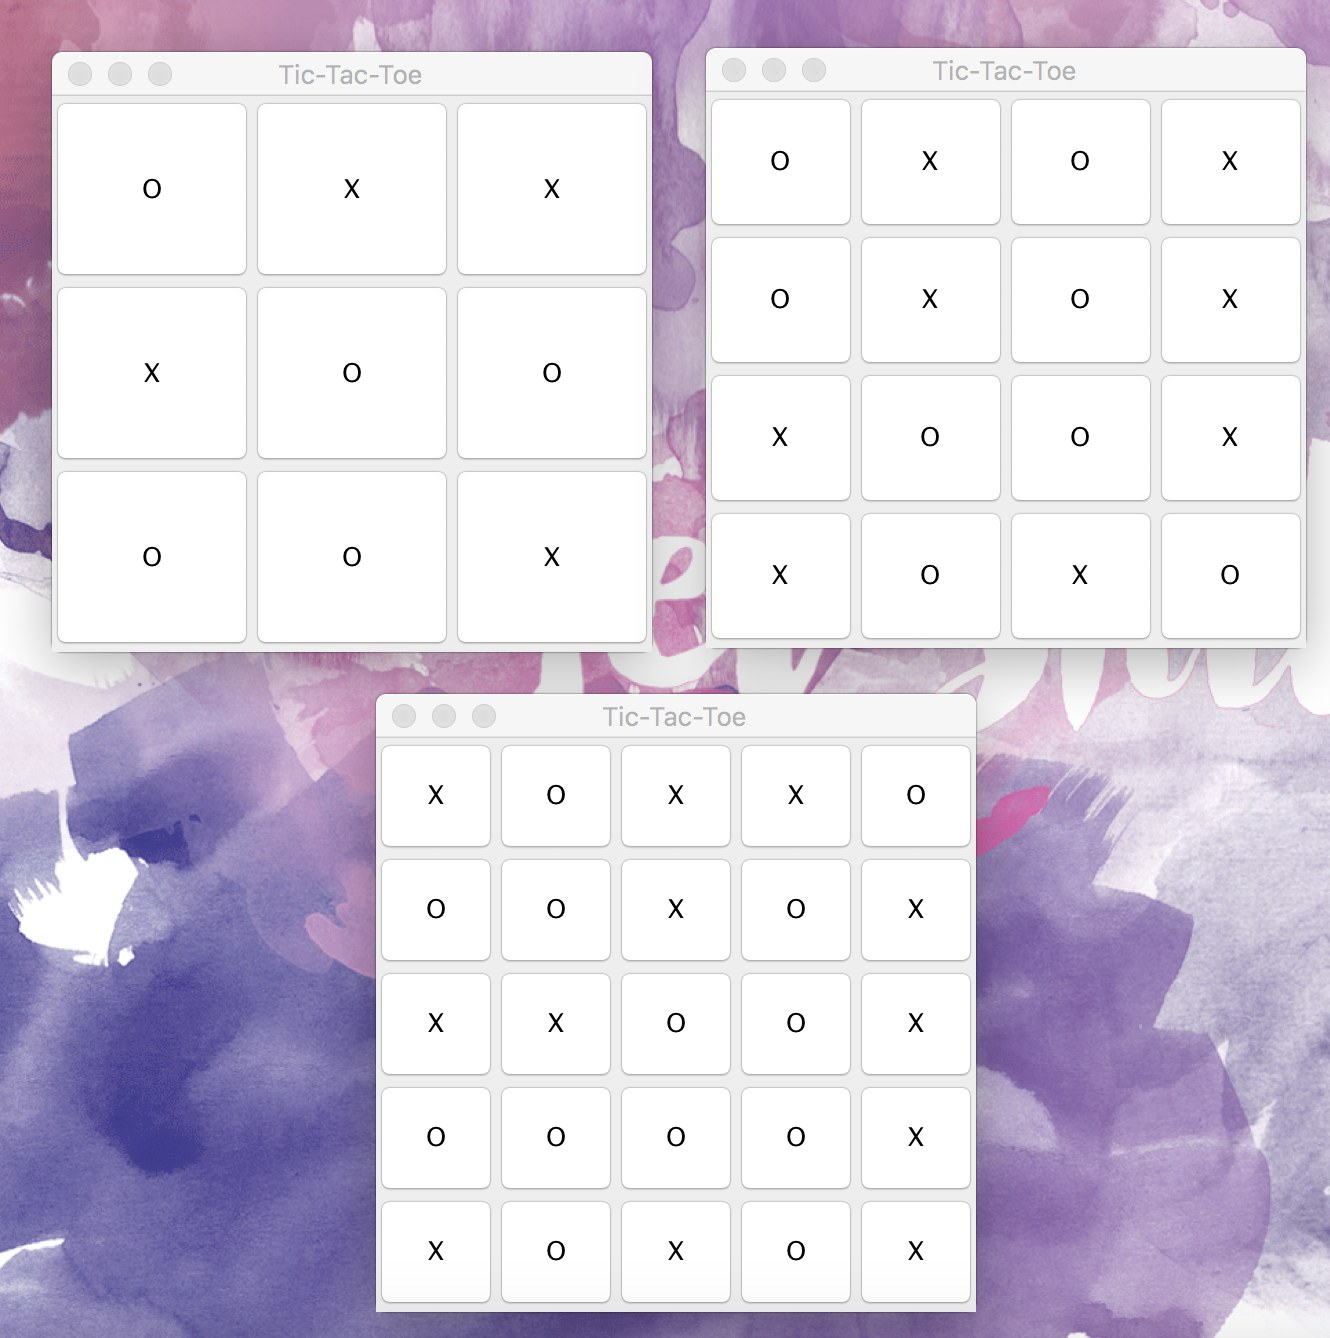 Tic-Tac-Toe
O X X
X O O
O O X
Tic-Tac-Toe
O X O X
O X O X
X O O X
X O X O
Tic-Tac-Toe
X O X X O
O O X O X
X X O O X
O O O O X
X O X O X